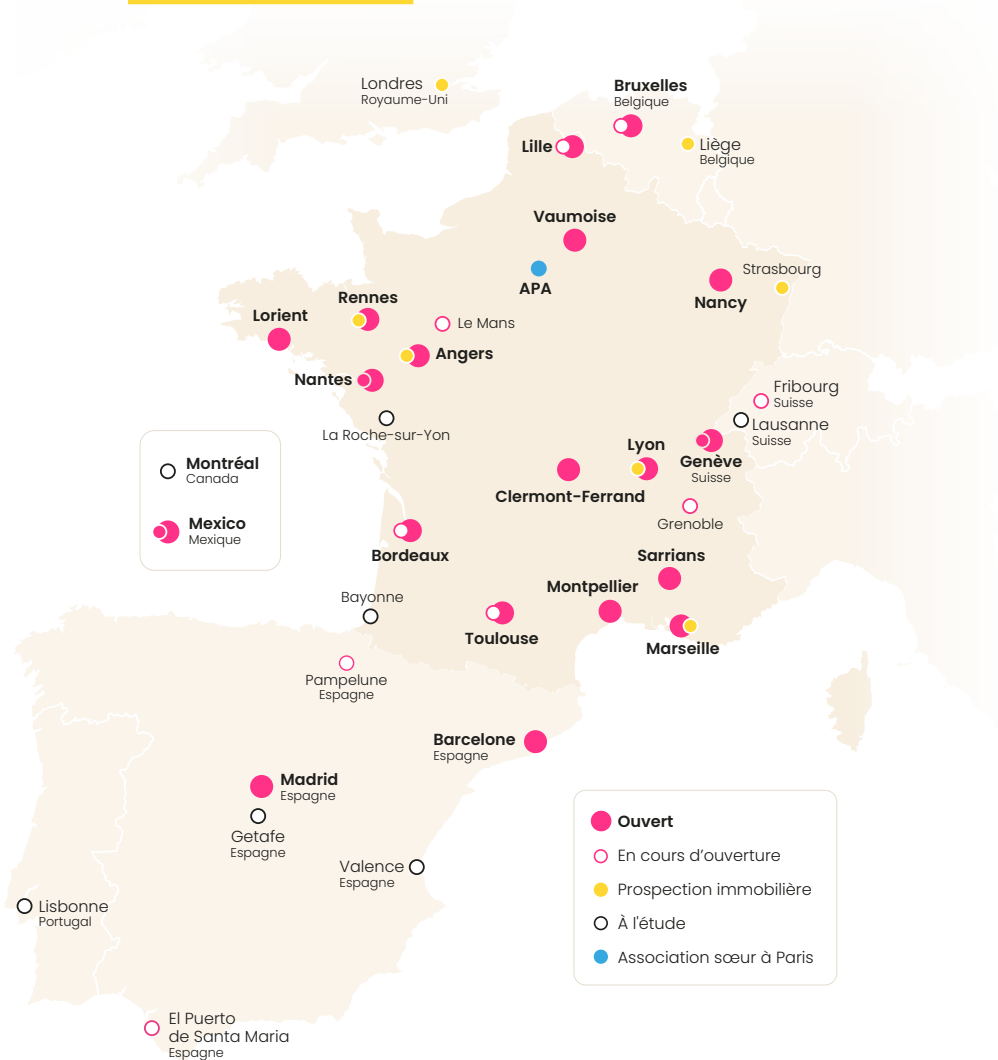 Londres
Royaume-Uni
Bruxelles
Belgique
Lille
Liège
Belgique
Vaumoise
APA
Strasbourg
Nancy
Rennes
Lorient
Le Mans
Angers
Nantes
La Roche-sur-Yon
Fribourg
Suisse
Lausanne
Suisse
Genève
Suisse
Lyon
Clermont-Ferrand
Grenoble
Montréal
Canada
Mexico
Mexique
Bordeaux
Sarrians
Montpellier
Bayonne
Toulouse
Marseille
Pampelune
Espagne
Barcelone
Espagne
Madrid
Espagne
Getafe
Espagne
Valence
Espagne
Lisbonne
Portugal
El Puerto
de Santa Maria
Espagne
Ouvert
En cours d’ouverture
Prospection immobilière
À l'étude
Association sœur à Paris